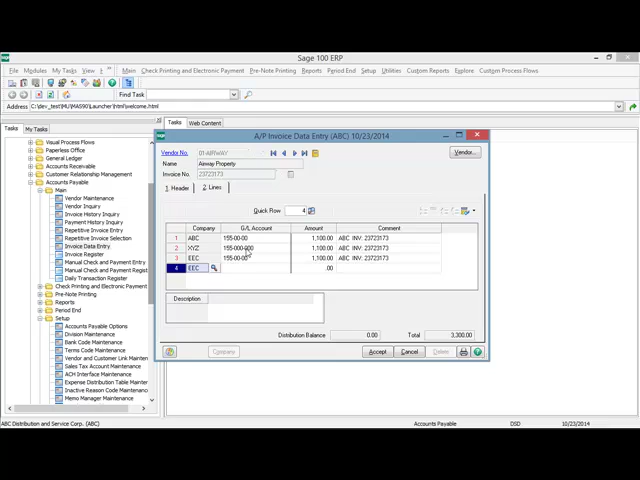 Sage 100 ERP
File Modules My Tasks View Main Check Printing and Electronic Payment Pre-Note Printing Reports Period End Setup Utilities Custom Reports Explore Custom Process Flows
Find Task
Address C:\dev_test\MU\MAS90\Launcher\html\welcome.html
Tasks My Tasks
Tasks Web Content
Visual Process Flows
Paperless Office
General Ledger
Accounts Receivable
Customer Relationship Management
Accounts Payable
Main
Vendor Maintenance
Vendor Inquiry
Invoice History Inquiry
Payment History Inquiry
Repetitive Invoice Entry
Repetitive Invoice Selection
Invoice Data Entry
Invoice Register
Manual Check and Payment Entry
Manual Check and Payment Regist
Daily Transaction Register
Check Printing and Electronic Payme
Pre-Note Printing
Reports
Period End
Setup
Accounts Payable Options
Division Maintenance
Bank Code Maintenance
Terms Code Maintenance
Vendor and Customer Link Mainten
Sales Tax Account Maintenance
ACH Interface Maintenance
Expense Distribution Table Mainten
Inactive Reason Code Maintenanc
Memo Manager Maintenance
sage A/P Invoice Data Entry (ABC) 10/23/2014
Vendor No. 01-AIRWAY Vendor...
Name Airway Property
Invoice No. 23723173
1. Header 2. Lines
Quick Row 4
Company G/L Account Amount Comment
1 ABC 155-00-00 1,100.00 ABC INV: 23723173
2 XYZ 155-00-000 1,100.00 ABC INV: 23723173
3 EEC 155-00-00 1,100.00 ABC INV: 23723173
4 EEC .00
Description
Distribution Balance 0.00 Total 3,300.00
Company Accept Cancel Delete
ABC Distribution and Service Corp. (ABC) Accounts Payable DSD 10/23/2014